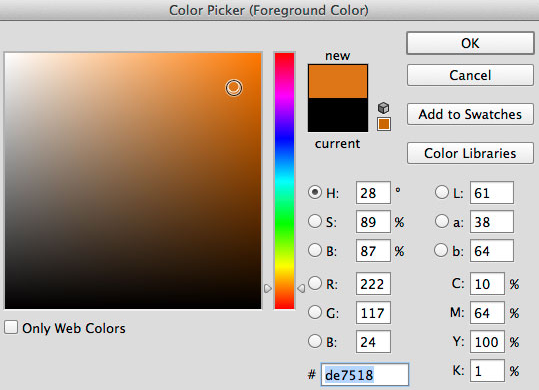 Color Picker (Foreground Color)
new
current
OK
Cancel
Add to Swatches
Color Libraries
H: 28 °
L: 61
S: 89 %
a: 38
B: 87 %
b: 64
R: 222
C: 10 %
G: 117
M: 64 %
B: 24
Y: 100 %
# de7518
K: 1 %
Only Web Colors